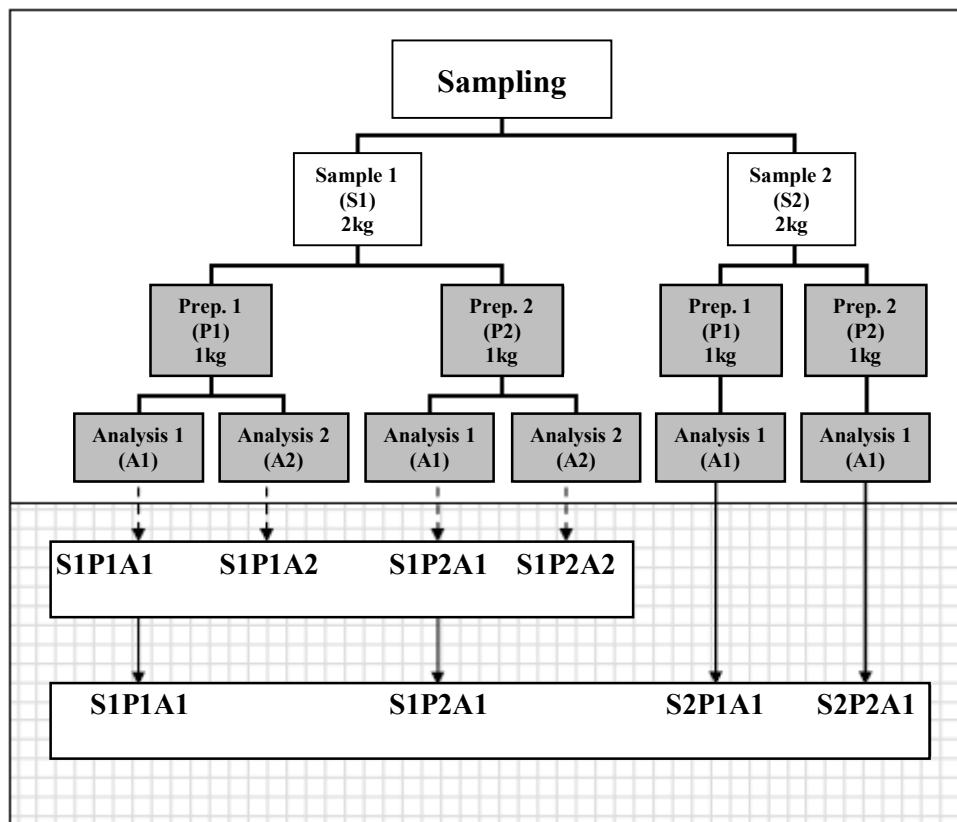 Sampling
Sample 1
(S1)
2kg
Sample 2
(S2)
2kg
Prep. 1
(P1)
1kg
Prep. 2
(P2)
1kg
Prep. 1
(P1)
1kg
Prep. 2
(P2)
1kg
Analysis 1
(A1)
Analysis 2
(A2)
Analysis 1
(A1)
Analysis 2
(A2)
Analysis 1
(A1)
Analysis 1
(A1)
S1P1A1 S1P1A2 S1P2A1 S1P2A2
S1P1A1 S1P2A1 S2P1A1 S2P2A1